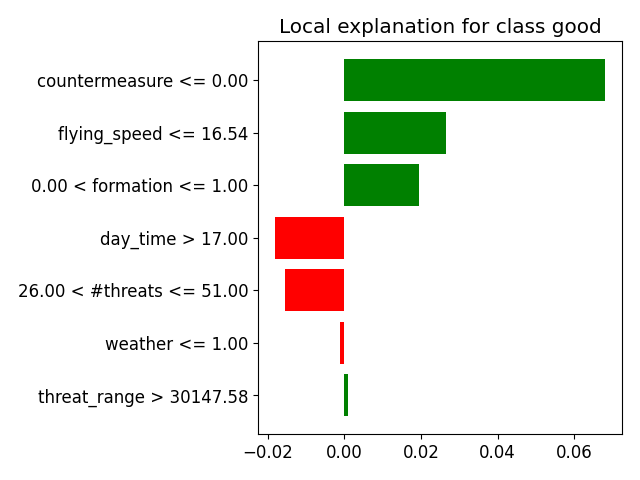 Local explanation for class good
countermeasure <= 0.00
flying_speed <= 16.54
0.00 < formation <= 1.00
day_time > 17.00
26.00 < #threats <= 51.00
weather <= 1.00
threat_range > 30147.58
−0.02 0.00 0.02 0.04 0.06